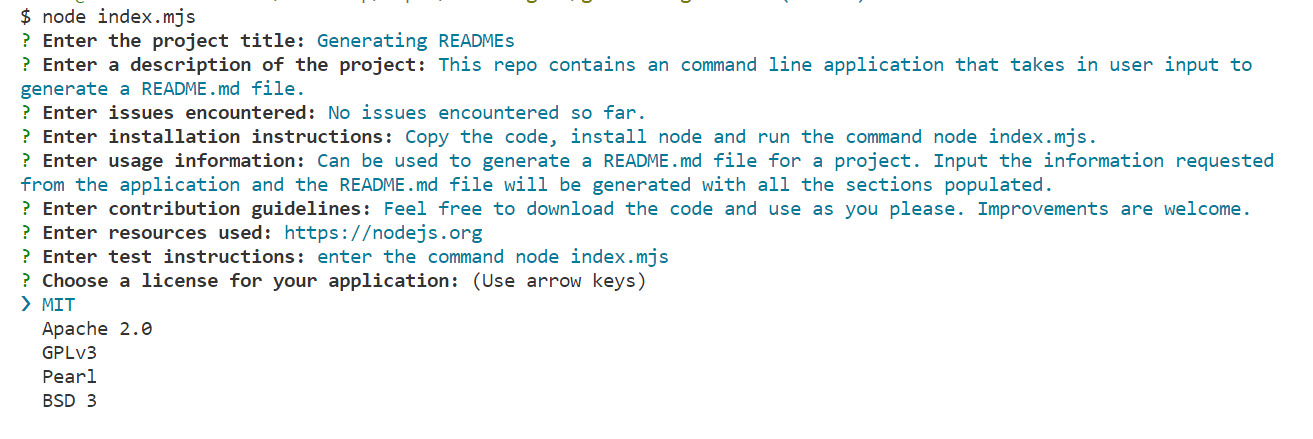 $ node index.mjs
? Enter the project title: Generating READMEs
? Enter a description of the project: This repo contains an command line application that takes in user input to
generate a README.md file.
? Enter issues encountered: No issues encountered so far.
? Enter installation instructions: Copy the code, install node and run the command node index.mjs.
? Enter usage information: Can be used to generate a README.md file for a project. Input the information requested
from the application and the README.md file will be generated with all the sections populated.
? Enter contribution guidelines: Feel free to download the code and use as you please. Improvements are welcome.
? Enter resources used: https://nodejs.org
? Enter test instructions: enter the command node index.mjs
? Choose a license for your application: (Use arrow keys)
❯ MIT
Apache 2.0
GPLv3
Pearl
BSD 3